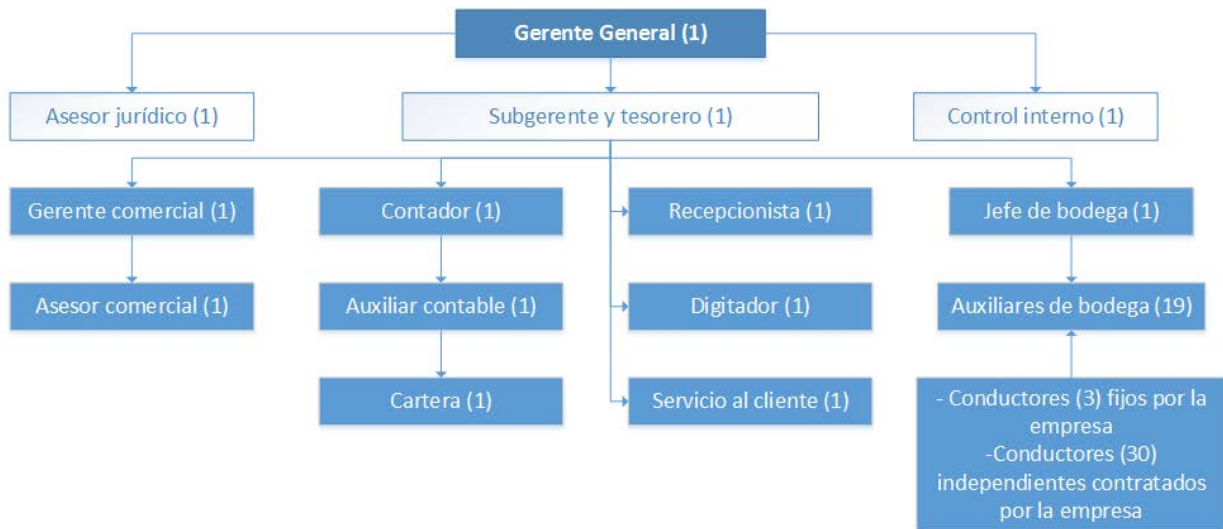 Gerente General (1)
Asesor jurídico (1)
Subgerente y tesorero (1)
Control interno (1)
Gerente comercial (1)
Contador (1)
Recepcionista (1)
Jefe de bodega (1)
Asesor comercial (1)
Auxiliar contable (1)
Digitador (1)
Auxiliares de bodega (19)
Cartera (1)
Servicio al cliente (1)
- Conductores (3) fijos por la
empresa
-Conductores (30)
independientes contratados
por la empresa